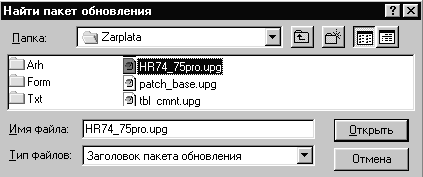 Найти пакет обновления
Папка: Zarplata
Arh HR74_75pro.upg
Form patch_base.upg
Txt tbl_cmnt.upg
Имя файла: HR74_75pro.upg Открыть
Тип файлов: Заголовок пакета обновления Отмена